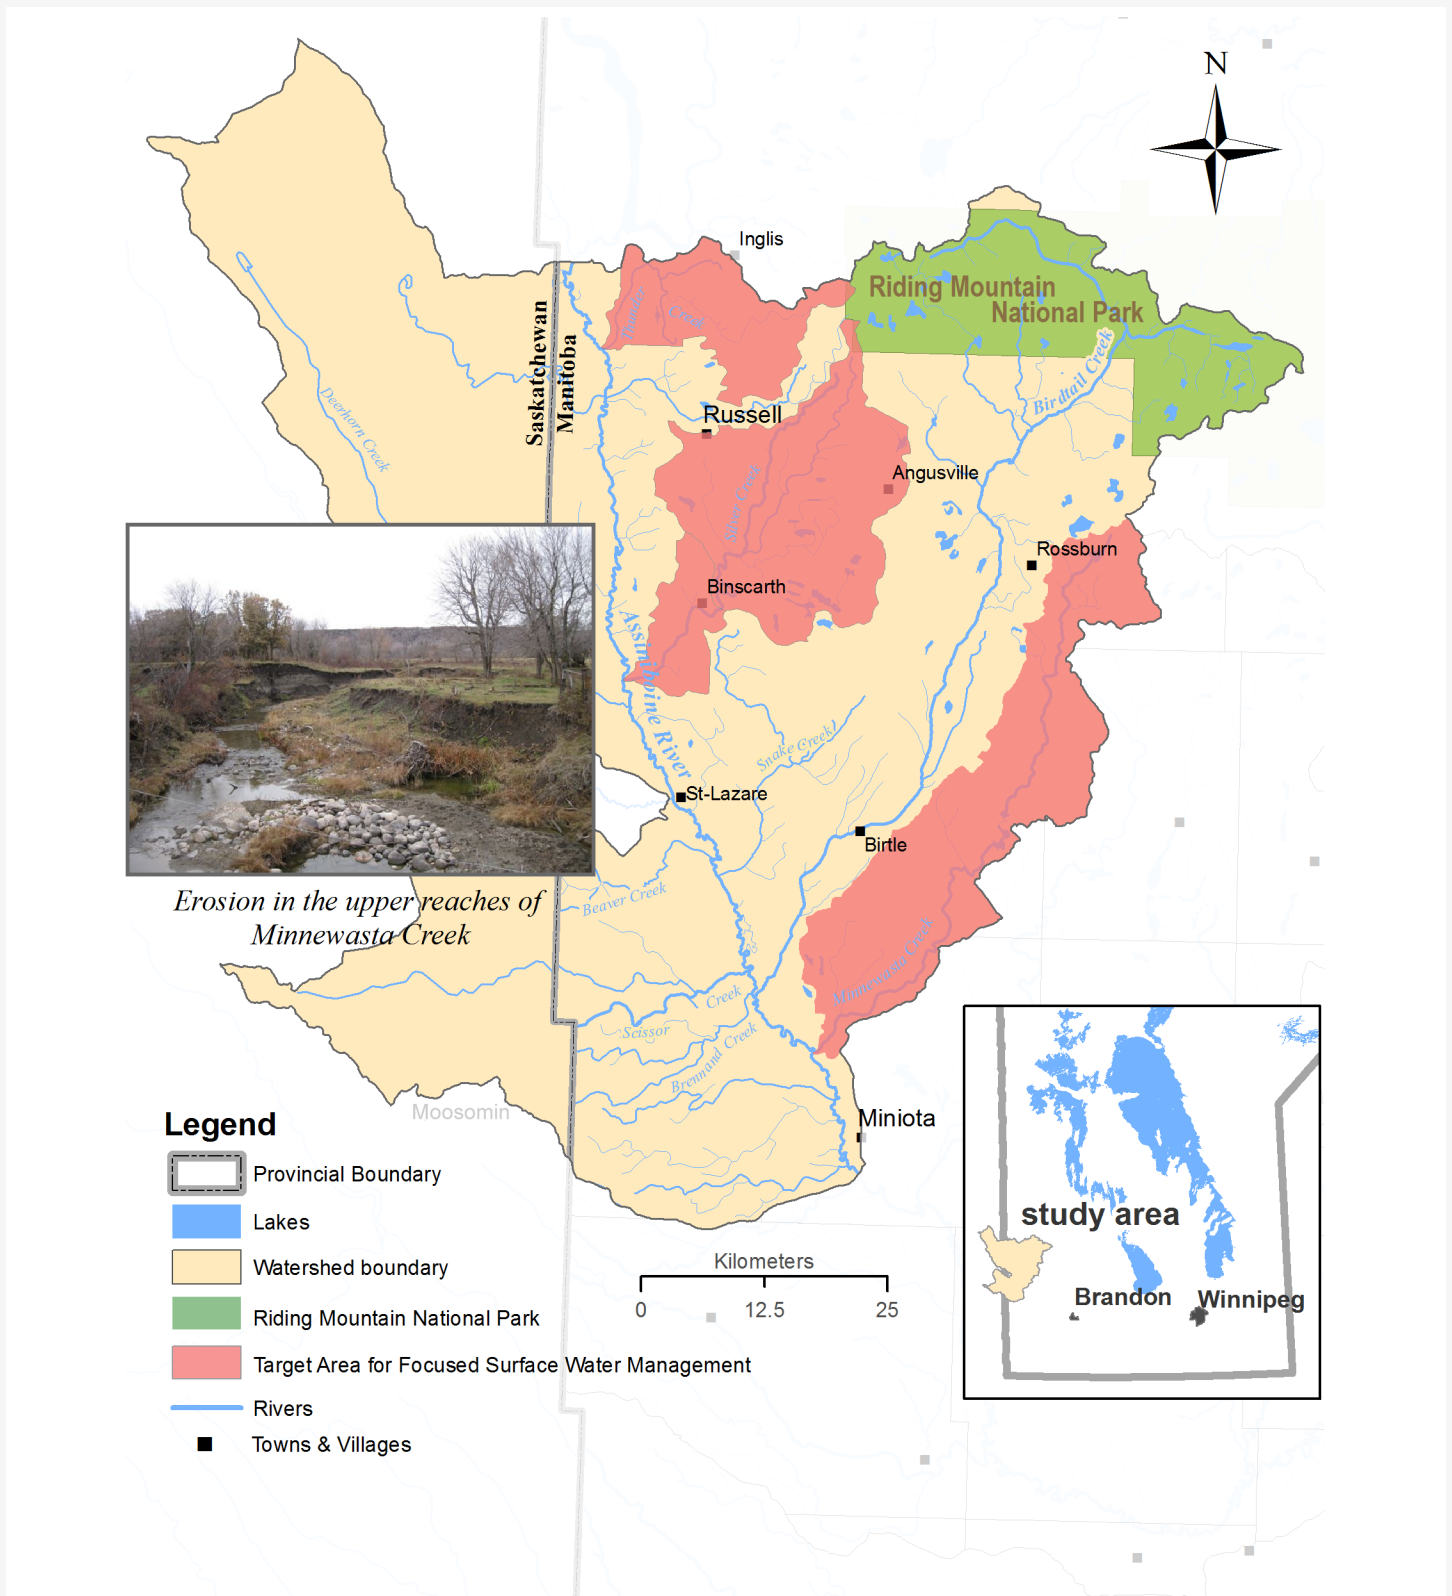 N
Inglis
Riding Mountain
National Park
Thunder
Creek
Saskatchewan
Manitoba
Birdtail Creek
Deerhorn Creek
Russell
Angusville
Silver Creek
Rossburn
Binscarth
Assiniboine River
Snake Creek
St-Lazare
Birtle
Beaver Creek
Erosion in the upper reaches of
Minnewasta Creek
Minnewasta Creek
Creek
Scissor
Brennand Creek
Moosomin
Miniota
Legend
Provincial Boundary
Lakes
Watershed boundary
Riding Mountain National Park
Target Area for Focused Surface Water Management
Rivers
Towns & Villages
Kilometers
0 12.5 25
study area
Brandon
Winnipeg